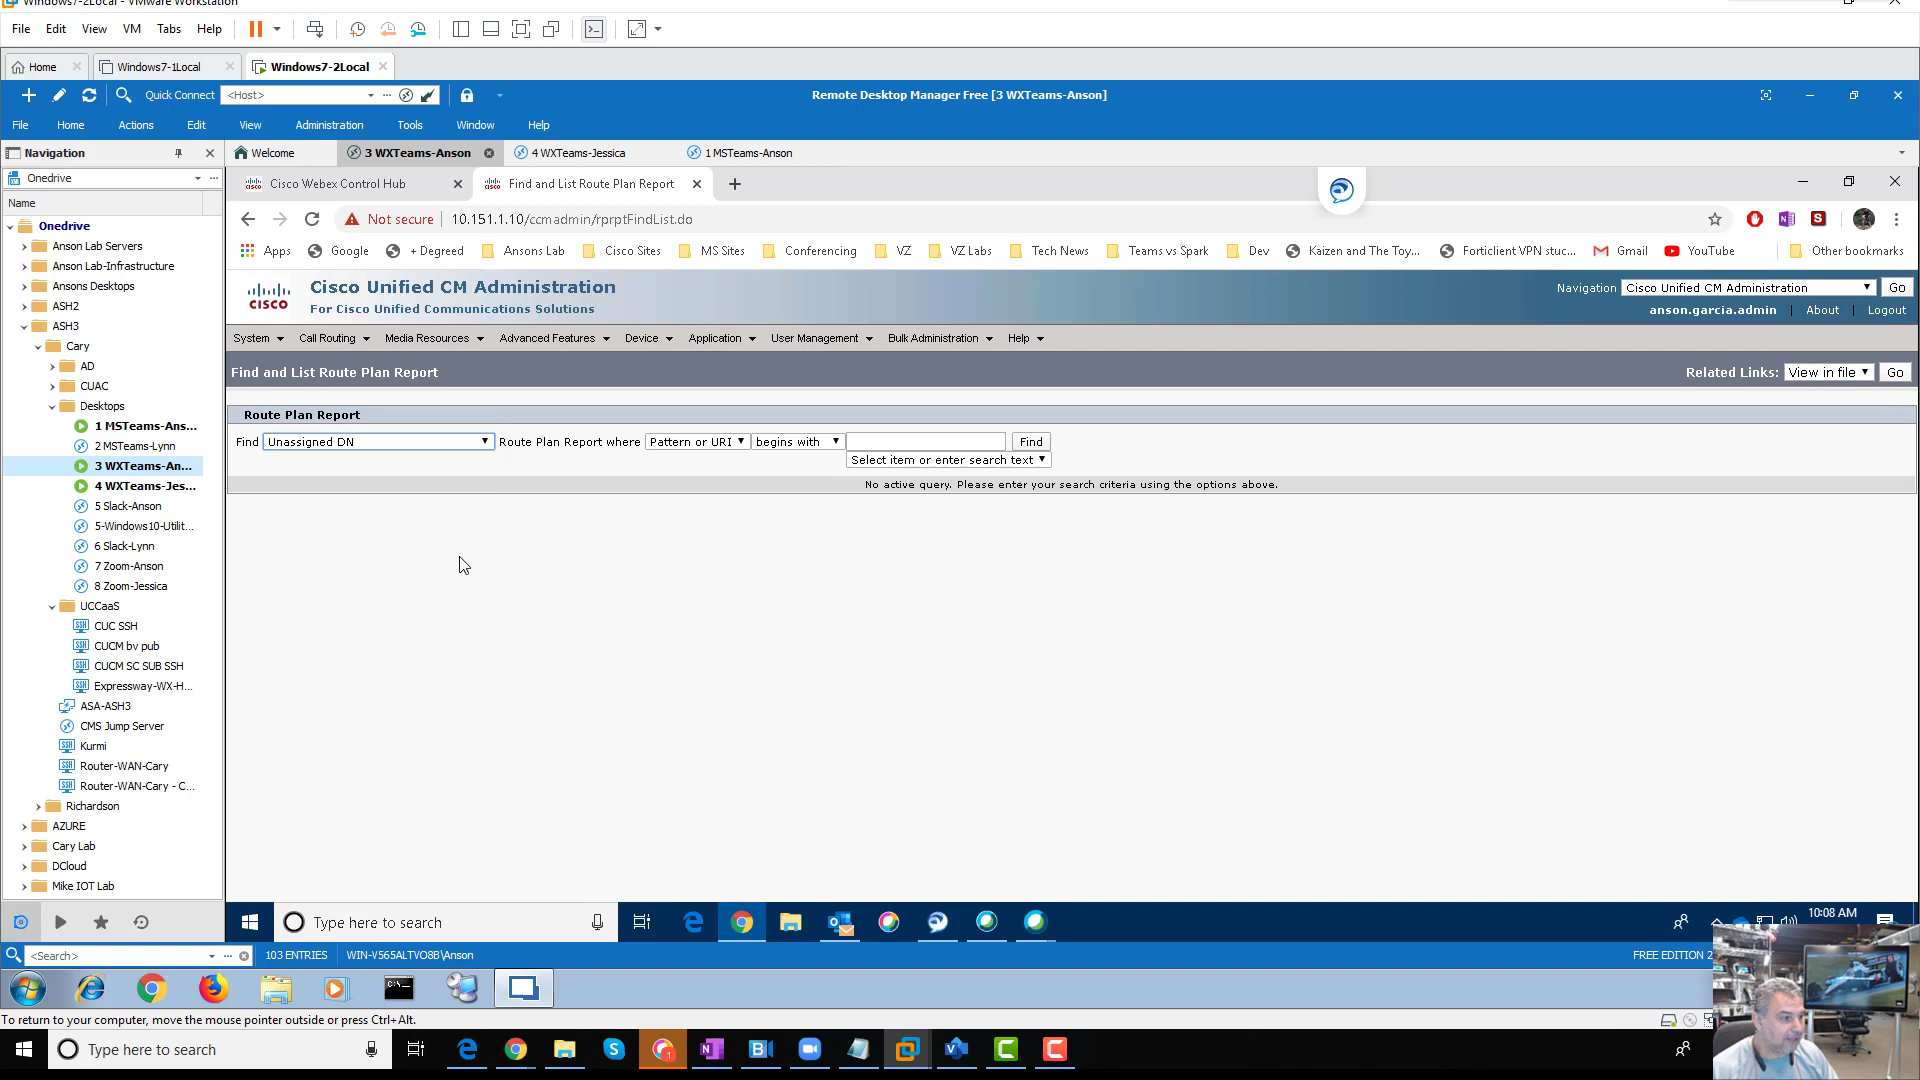 Windows7-2Local - VMware Workstation
File Edit View VM Tabs Help
Home Windows7-1Local Windows7-2Local
Quick Connect <Host> Remote Desktop Manager Free [3 WXTeams-Anson]
File Home Actions Edit View Administration Tools Window Help
Navigation
Welcome 3 WXTeams-Anson 4 WXTeams-Jessica 1 MSTeams-Anson
Onedrive
Name
Onedrive
Anson Lab Servers
Anson Lab-Infrastructure
Ansons Desktops
ASH2
ASH3
Cary
AD
CUAC
Desktops
1 MSTeams-Ans...
2 MSTeams-Lynn
3 WXTeams-An...
4 WXTeams-Jes...
5 Slack-Anson
5-Windows10-Utilit...
6 Slack-Lynn
7 Zoom-Anson
8 Zoom-Jessica
UCCaaS
CUC SSH
CUCM bv pub
CUCM SC SUB SSH
Expressway-WX-H...
ASA-ASH3
CMS Jump Server
Kurmi
Router-WAN-Cary
Router-WAN-Cary - C...
Richardson
AZURE
Cary Lab
DCloud
Mike IOT Lab
Cisco Webex Control Hub Find and List Route Plan Report
Not secure 10.151.1.10/ccmadmin/rprptFindList.do
Apps Google + Degreed Ansons Lab Cisco Sites MS Sites Conferencing VZ VZ Labs Tech News Teams vs Spark Dev Kaizen and The Toy... Forticlient VPN stuc... Gmail YouTube Other bookmarks
CISCO Cisco Unified CM Administration
For Cisco Unified Communications Solutions
Navigation Cisco Unified CM Administration Go
anson.garcia.admin About Logout
System Call Routing Media Resources Advanced Features Device Application User Management Bulk Administration Help
Find and List Route Plan Report
Related Links: View in file Go
Route Plan Report
Find Unassigned DN Route Plan Report where Pattern or URI begins with Find
Select item or enter search text
No active query. Please enter your search criteria using the options above.
Type here to search
10:08 AM
<Search> 103 ENTRIES WIN-V565ALTVO8B\Anson FREE EDITION 2
To return to your computer, move the mouse pointer outside or press Ctrl+Alt.
Type here to search